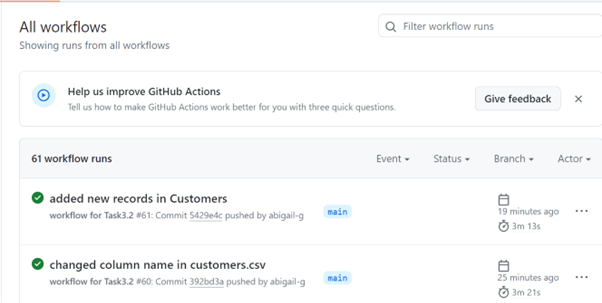 All workflows
Showing runs from all workflows
Filter workflow runs
Help us improve GitHub Actions
Tell us how to make GitHub Actions work better for you with three quick questions.
Give feedback
61 workflow runs
Event
Status
Branch
Actor
added new records in Customers
workflow for Task3.2 #61: Commit 5429e4c pushed by abigail-g
main
19 minutes ago
3m 13s
changed column name in customers.csv
workflow for Task3.2 #60: Commit 392bd3a pushed by abigail-g
main
25 minutes ago
3m 21s